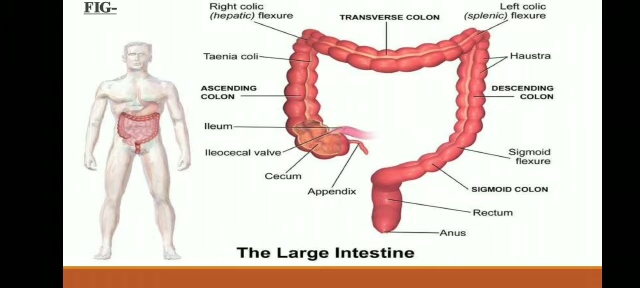 FIG-
Right colic
(hepatic) flexure
TRANSVERSE COLON
Left colic
(splenic) flexure
Taenia coli
Haustra
ASCENDING
COLON
DESCENDING
COLON
Ileum
Ileocecal valve
Sigmoid
flexure
Cecum
Appendix
SIGMOID COLON
Rectum
Anus
The Large Intestine